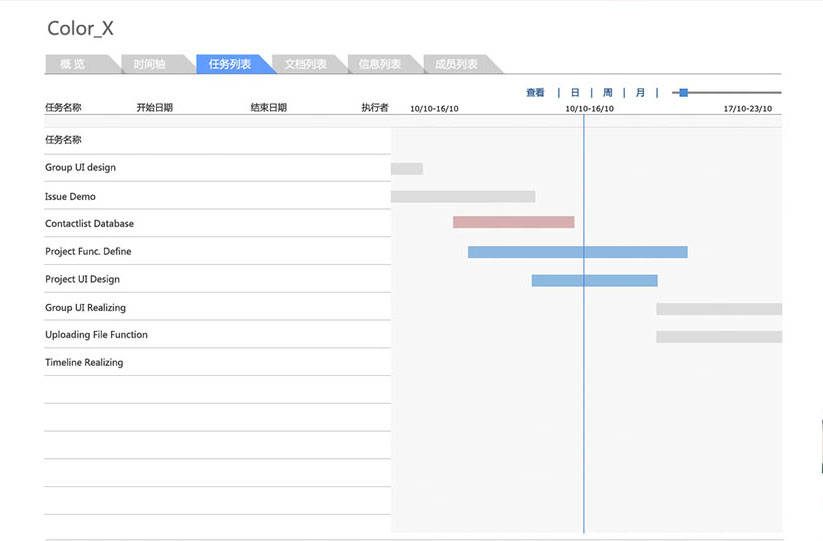 Color_X
概 览 时间轴 任务列表 文档列表 信息列表 成员列表
查看 | 日 | 周 | 月 |
任务名称 开始日期 结束日期 执行者 10/10-16/10 10/10-16/10 17/10-23/10
任务名称
Group UI design
Issue Demo
Contactlist Database
Project Func. Define
Project UI Design
Group UI Realizing
Uploading File Function
Timeline Realizing